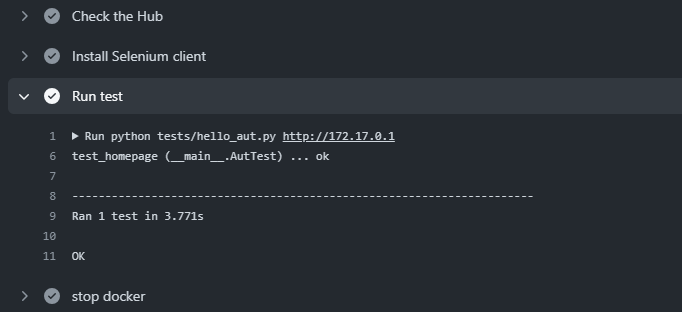 Check the Hub
Install Selenium client
Run test
1 ▶ Run python tests/hello_aut.py http://172.17.0.1
6 test_homepage (__main__.AutTest) ... ok
7
8 ----------------------------------------------------------------------
9 Ran 1 test in 3.771s
10
11 OK
stop docker